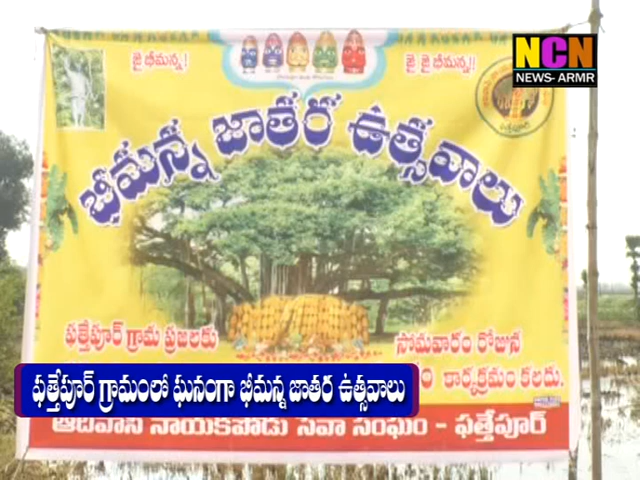 జై భీమన్న!
జై, జై భీమన్న!!
NCN
NEWS- ARMR
ఫత్తేపూర్
భీమన్న జాతర ఉత్సవాలు
ఫత్తేపూర్ గ్రామ ప్రజలకు
సోమవారం రోజున
కార్యక్రమం కలదు.
ఫత్తేపూర్ గ్రామంలో ఘనంగా భీమన్న జాతర ఉత్సవాలు
ఆదివాసి నాయకపోడు సేవా సంఘం - ఫత్తేపూర్